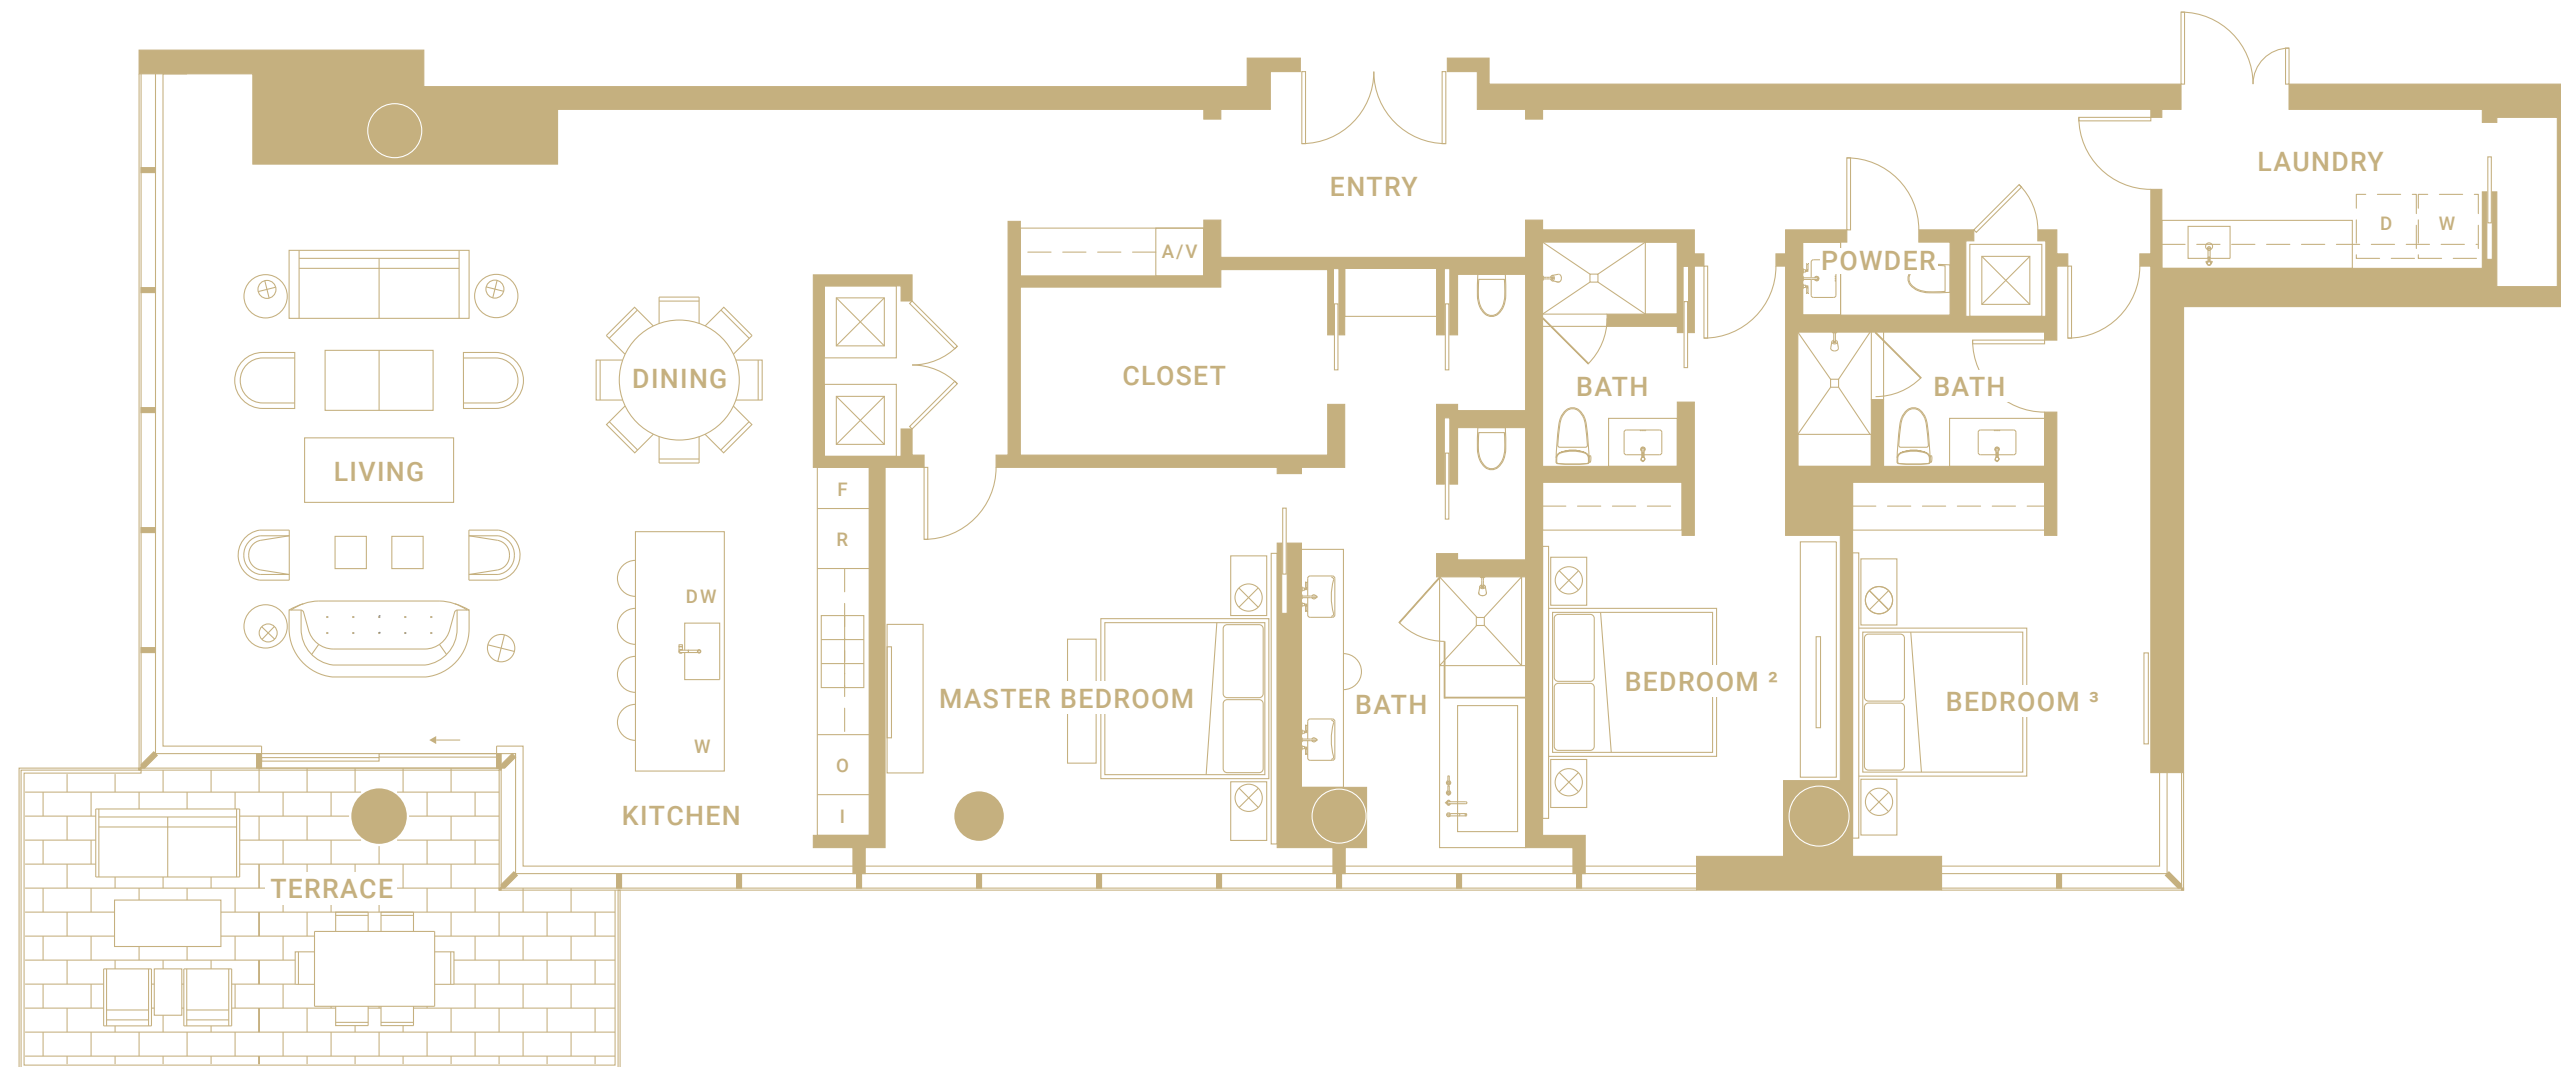 LAUNDRY
ENTRY
D
W
A/V
POWDER
CLOSET
DINING
BATH
BATH
LIVING
F
R
DW
BEDROOM ²
MASTER BEDROOM
BEDROOM ³
BATH
W
O
KITCHEN
I
TERRACE